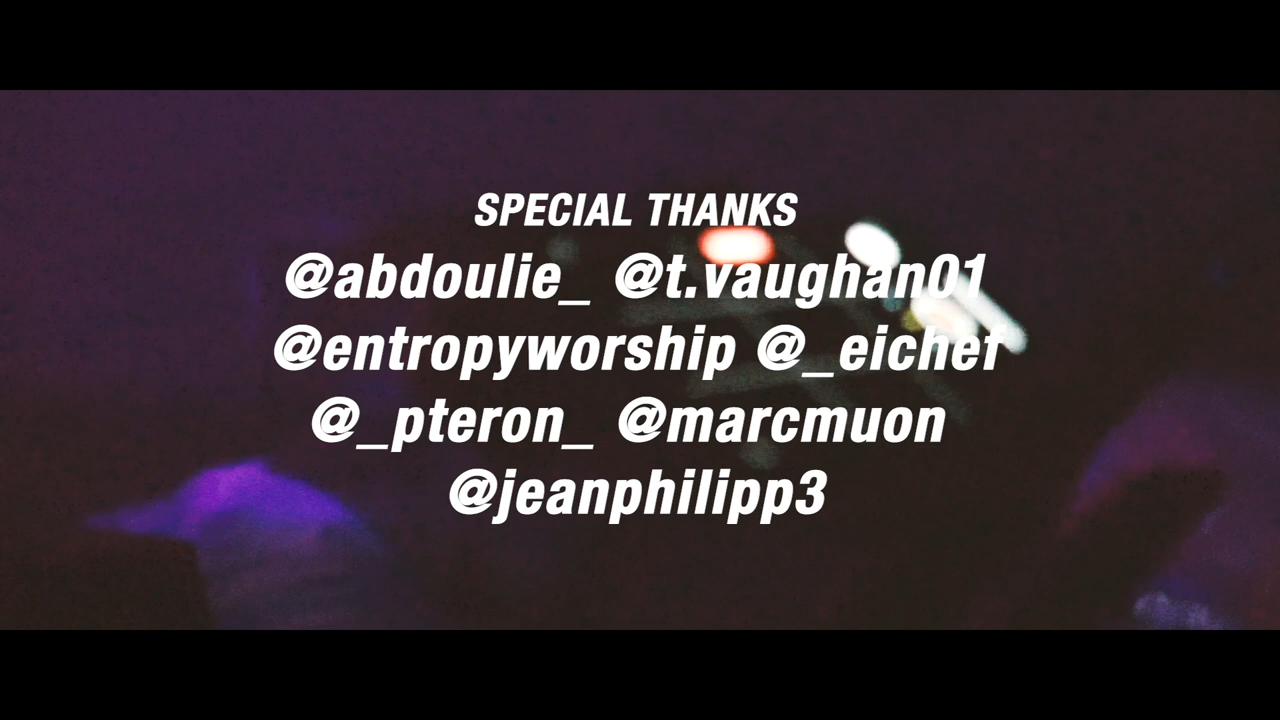 SPECIAL THANKS
@abdoulie_ @t.vaughan01
@entropyworship @_eichef
@_pteron_ @marcmuon
@jeanphilipp3